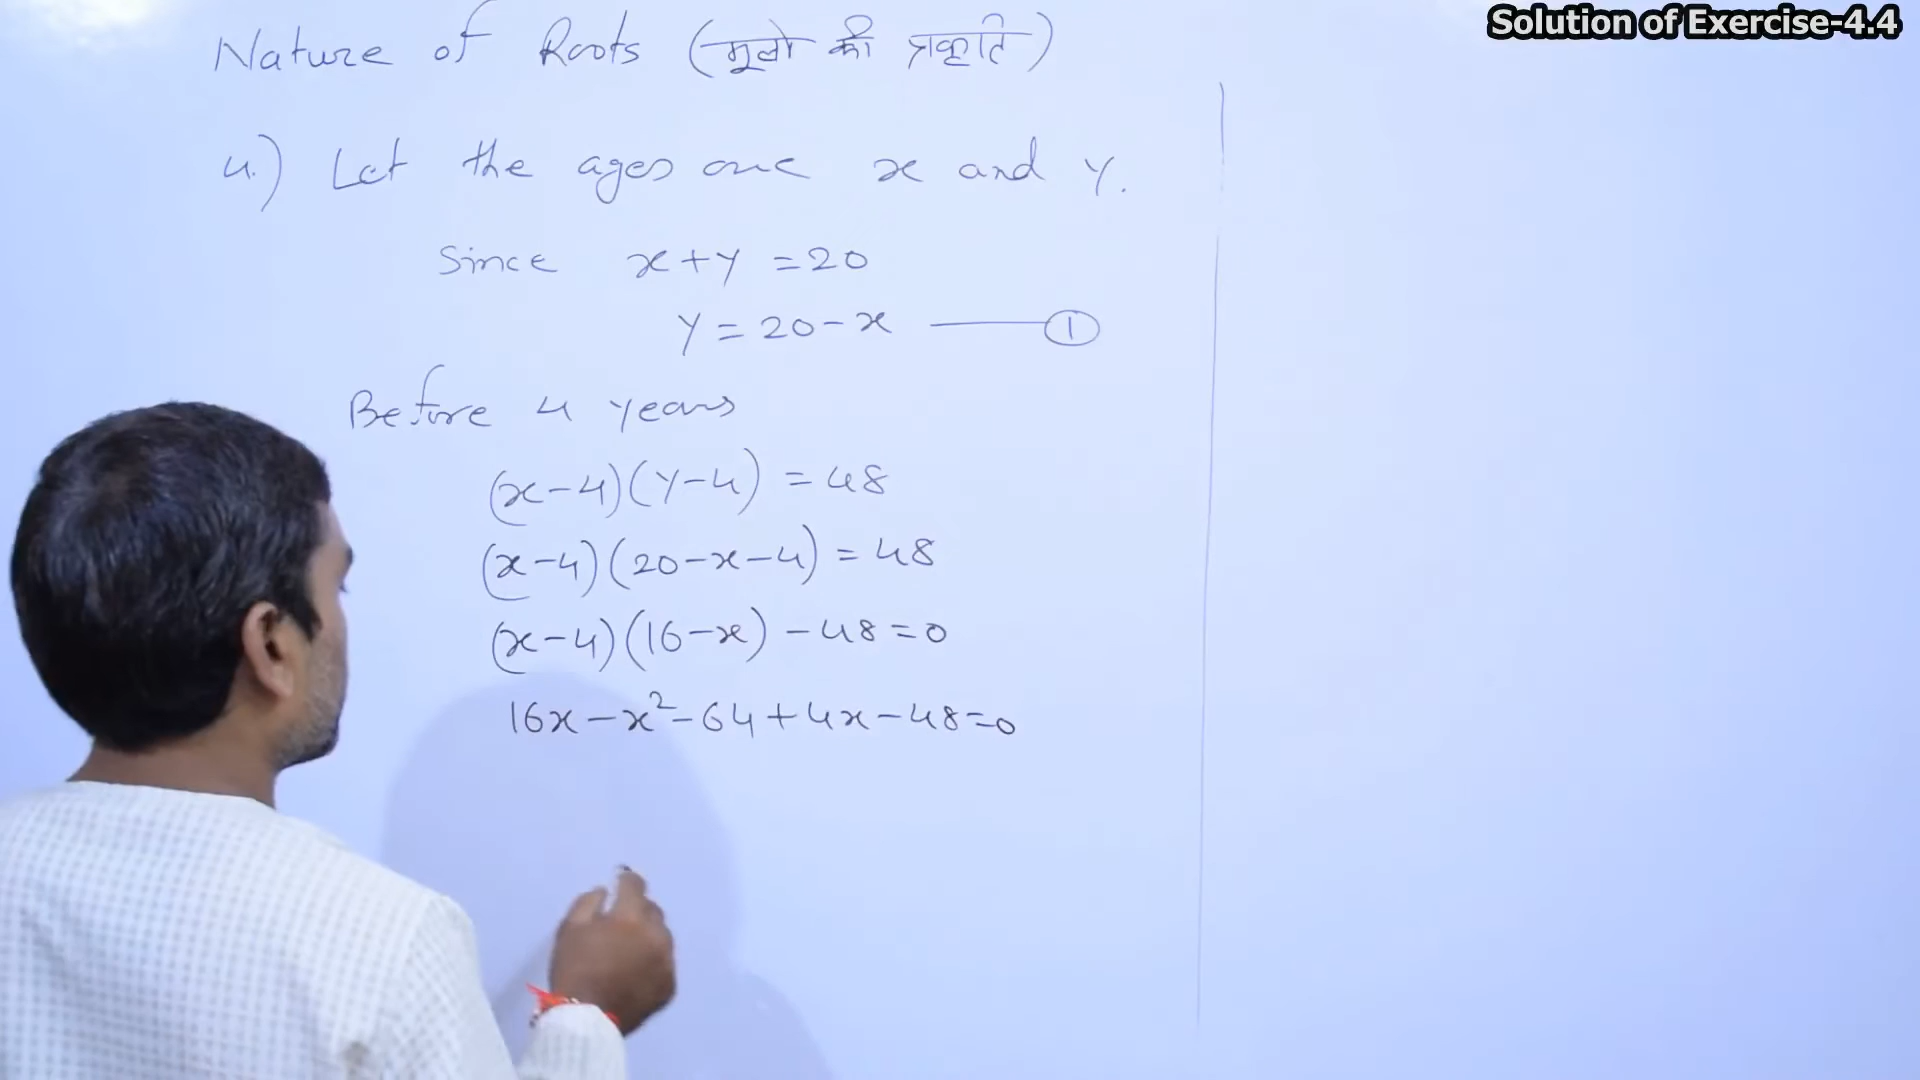 Solution of Exercise-4.4
Nature of Roots (मूलो की प्रकृति)
4.) Let the ages are x and y.
Since x+y =20
y = 20-x ——— ①
Before 4 years
(x-4)(y-4) = 48
(x-4)(20-x-4) = 48
(x-4)(16-x) -48=0
16x-x²-64+4x-48=0